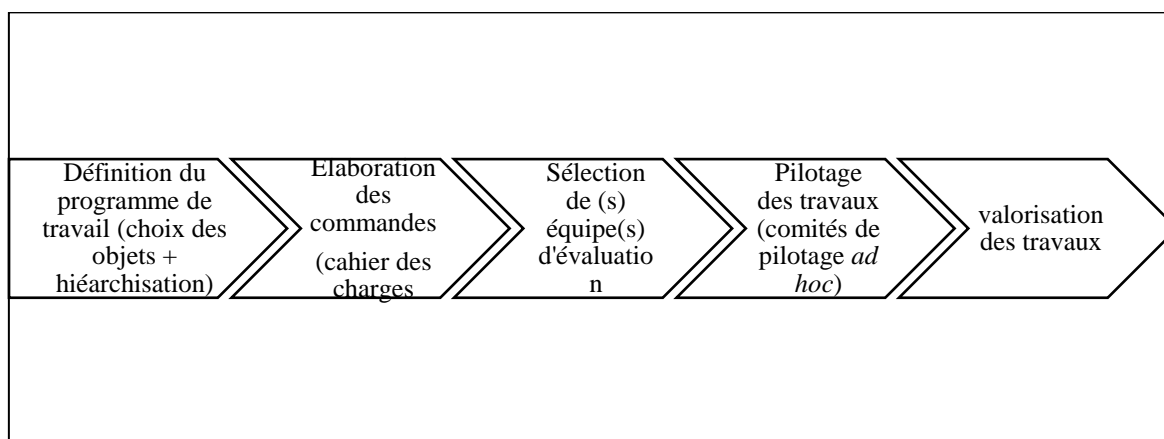 Définition du
programme de
travail (choix des
objets +
hiéarchisation)
Elaboration
des
commandes
(cahier des
charges
Sélection
de (s)
équipe(s)
d'évaluatio
n
Pilotage
des travaux
(comités de
pilotage ad
hoc)
valorisation
des travaux